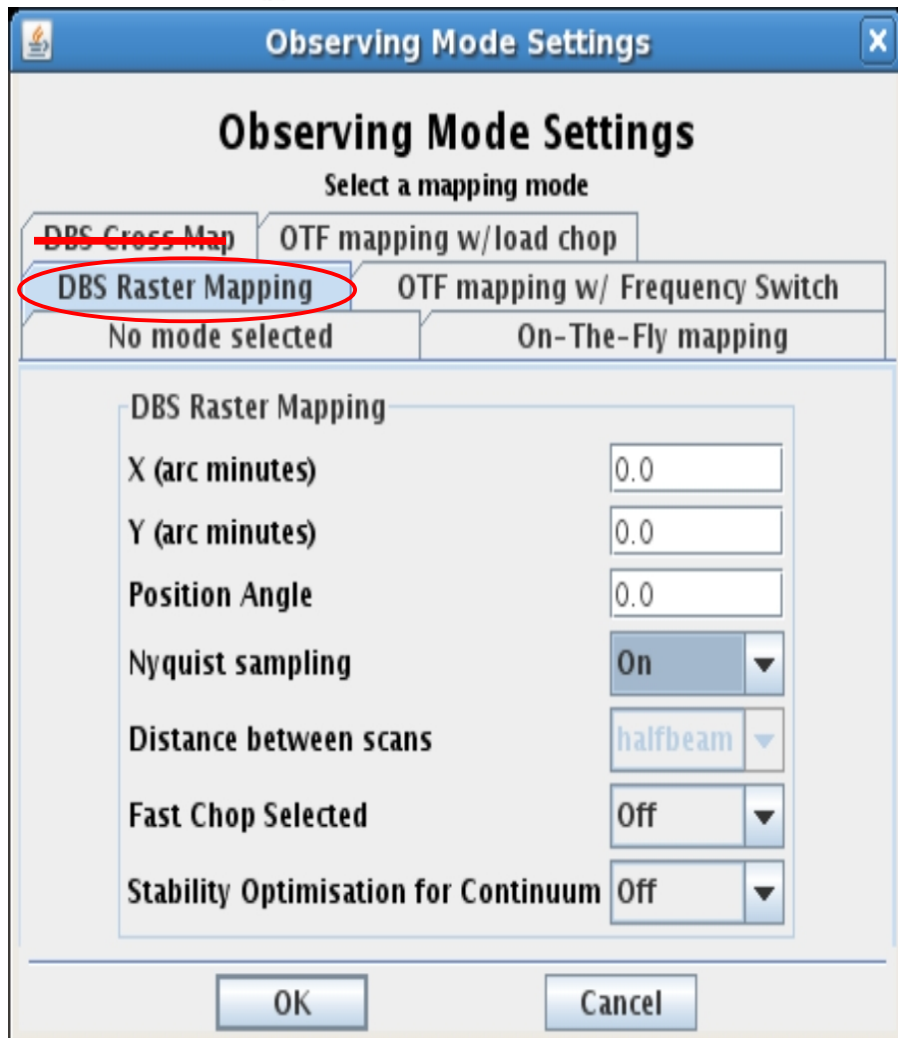 Observing Mode Settings
Observing Mode Settings
Select a mapping mode
DBS Cross Map OTF mapping w/load chop
DBS Raster Mapping OTF mapping w/ Frequency Switch
No mode selected On-The-Fly mapping
DBS Raster Mapping
X (arc minutes) 0.0
Y (arc minutes) 0.0
Position Angle 0.0
Nyquist sampling On
Distance between scans halfbeam
Fast Chop Selected Off
Stability Optimisation for Continuum Off
OK Cancel